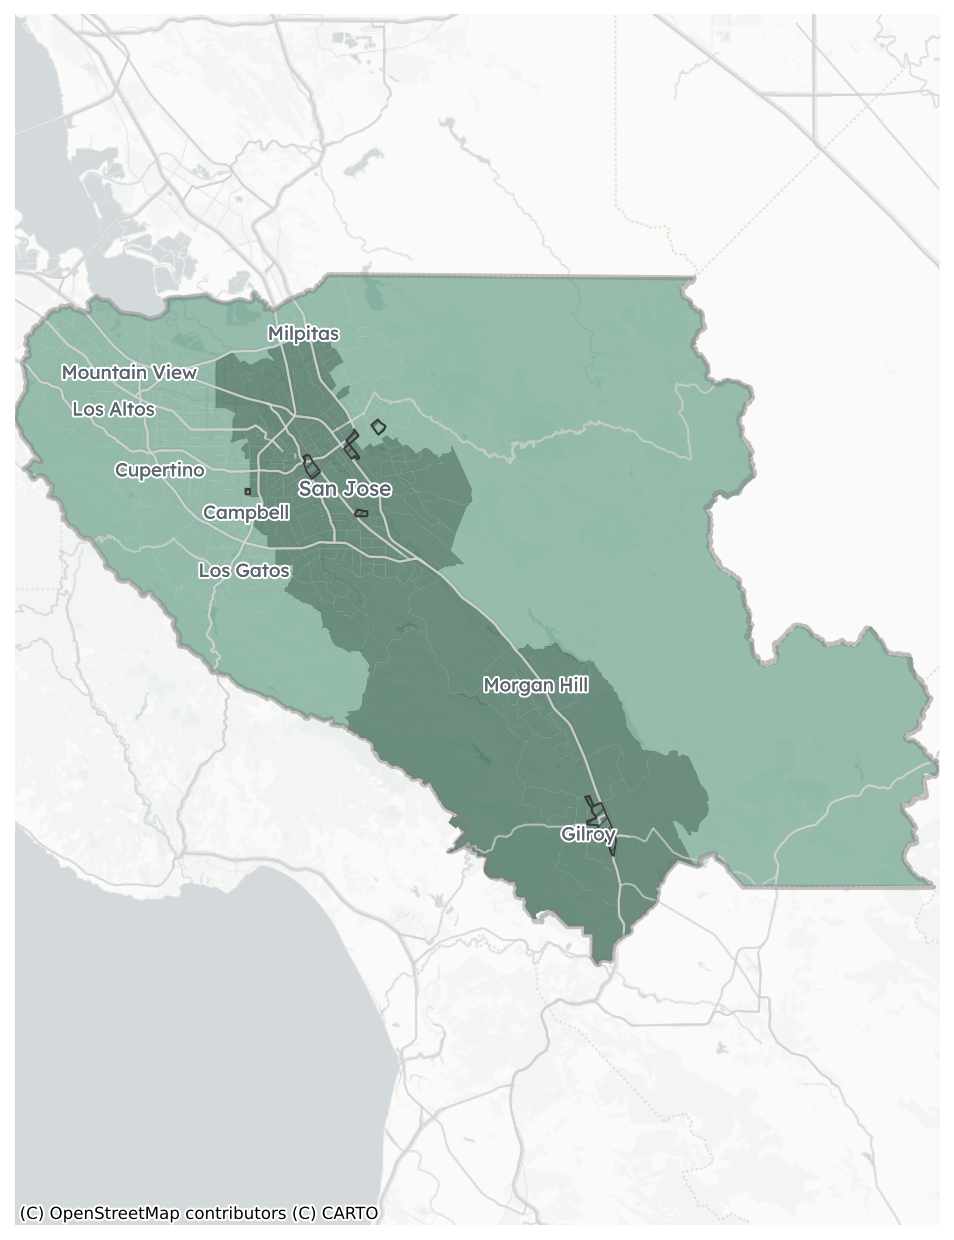 Milpitas
Mountain View
Los Altos
Cupertino
San Jose
Campbell
Los Gatos
Morgan Hill
Gilroy
(C) OpenStreetMap contributors (C) CARTO